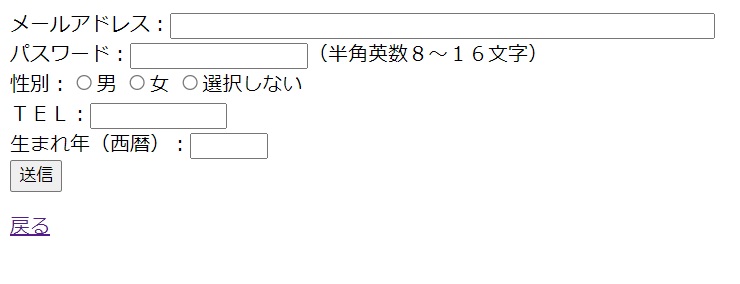 メールアドレス：
パスワード：（半角英数８～１６文字）
性別：男 女 選択しない
ＴＥＬ：
生まれ年（西暦）：
送信
戻る